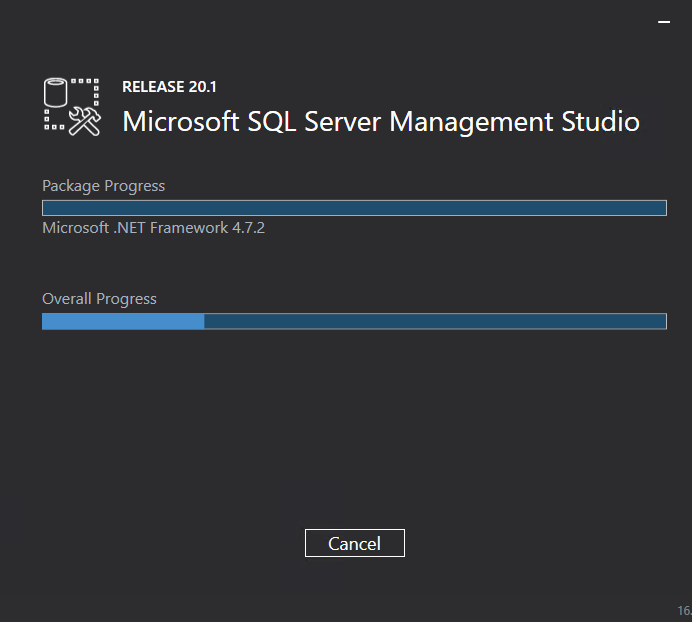 RELEASE 20.1
Microsoft SQL Server Management Studio
Package Progress
Microsoft .NET Framework 4.7.2
Overall Progress
Cancel
16.